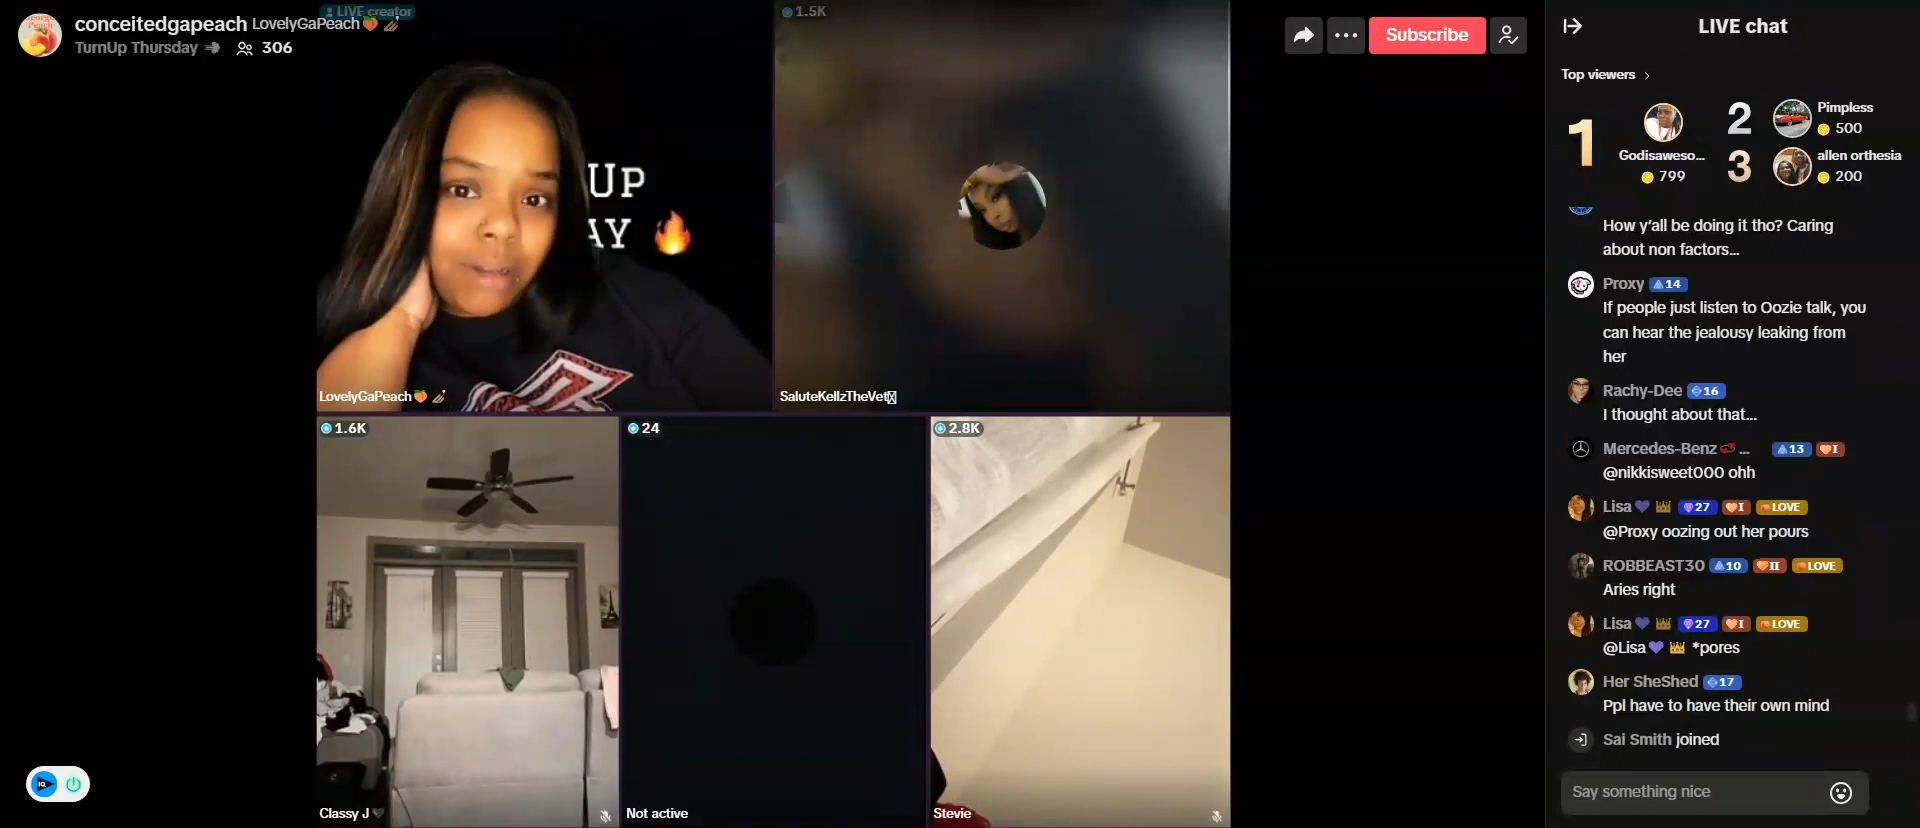 conceitedgapeach LovelyGaPeach🍑💅🏾
TurnUp Thursday 306
LIVE creator
1.5K
Subscribe
UP
AY 🔥
LovelyGaPeach🍑💅🏾
SaluteKellzTheVet
1.6K
24
2.8K
Classy J🖤
Not active
Stevie
LIVE chat
Top viewers >
1
Godisaweso...
799
2
Pimpless
500
3
allen orthesia
200
How y'all be doing it tho? Caring
about non factors...
Proxy 14
If people just listen to Oozie talk, you
can hear the jealousy leaking from
her
Rachy-Dee 16
I thought about that...
Mercedes-Benz ... 13 I
@nikkisweet000 ohh
Lisa💜👑 27 I LOVE
@Proxy oozing out her pours
ROBBEAST30 10 II LOVE
Aries right
Lisa💜👑 27 I LOVE
@Lisa💜👑 *pores
Her SheShed 17
Ppl have to have their own mind
Sai Smith joined
Say something nice